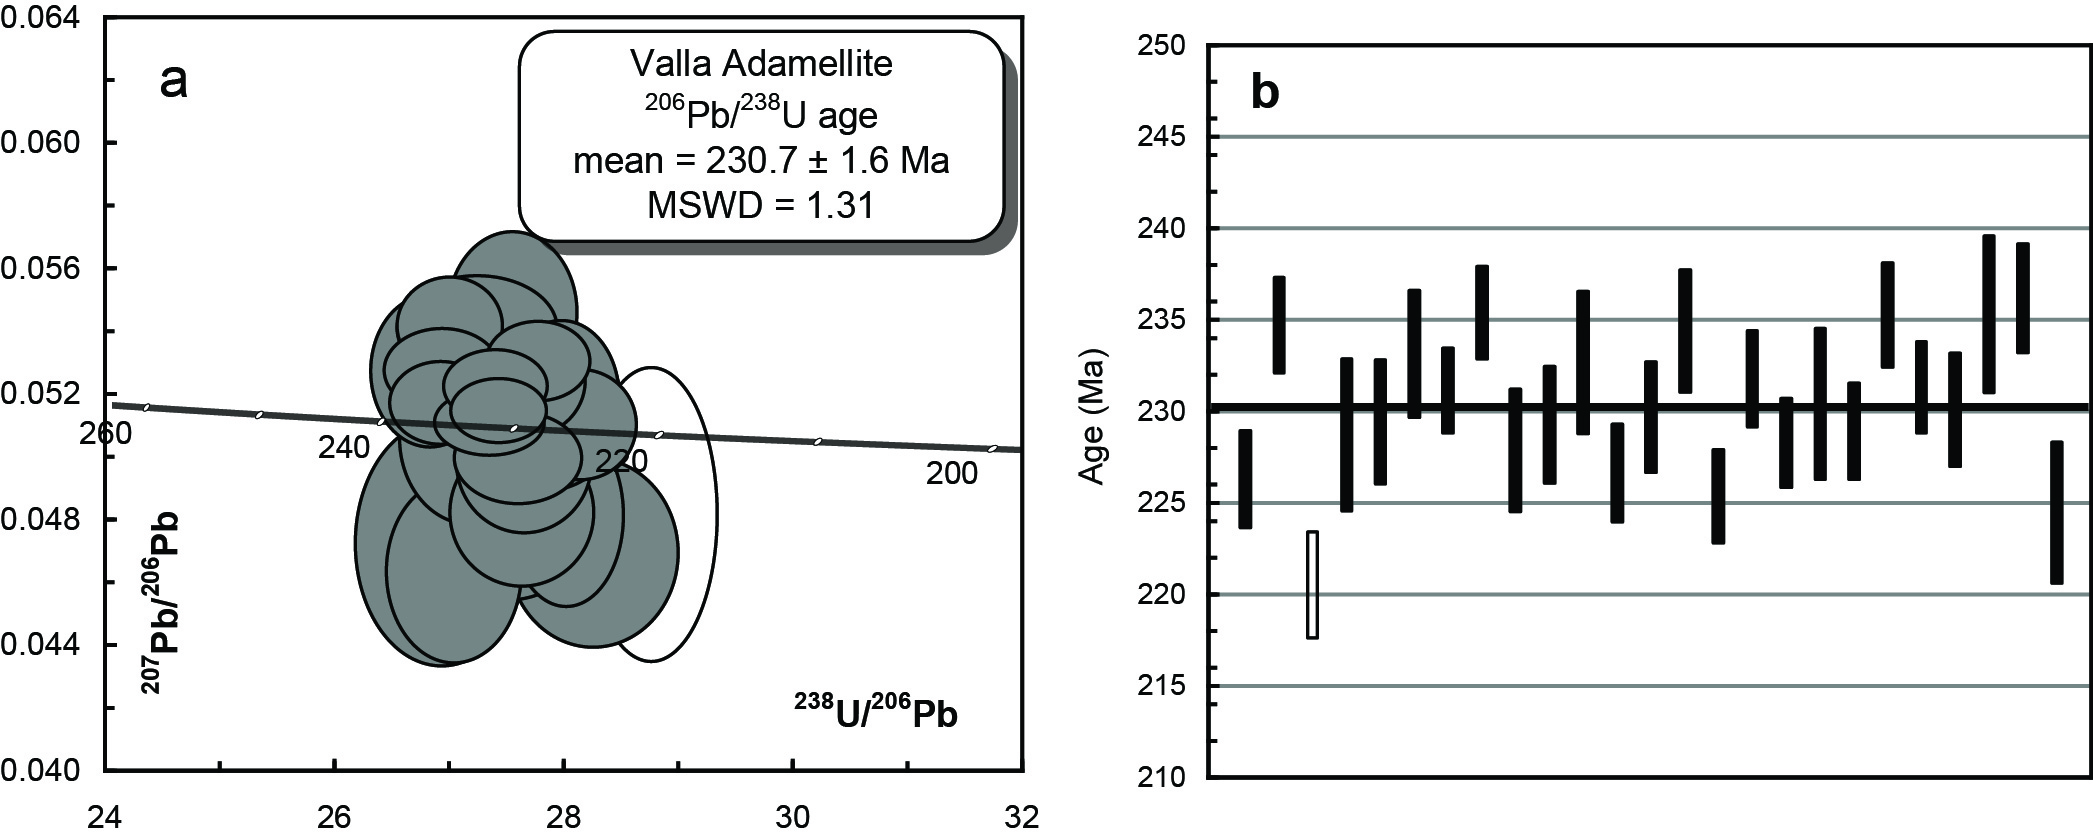 a
Valla Adamellite
²⁰⁶Pb/²³⁸U age
mean = 230.7 ± 1.6 Ma
MSWD = 1.31
0.064
0.060
0.056
0.052
0.048
0.044
0.040
260
240
220
200
²⁰⁷Pb/²⁰⁶Pb
²³⁸U/²⁰⁶Pb
24 26 28 30 32
b
Age (Ma)
250
245
240
235
230
225
220
215
210